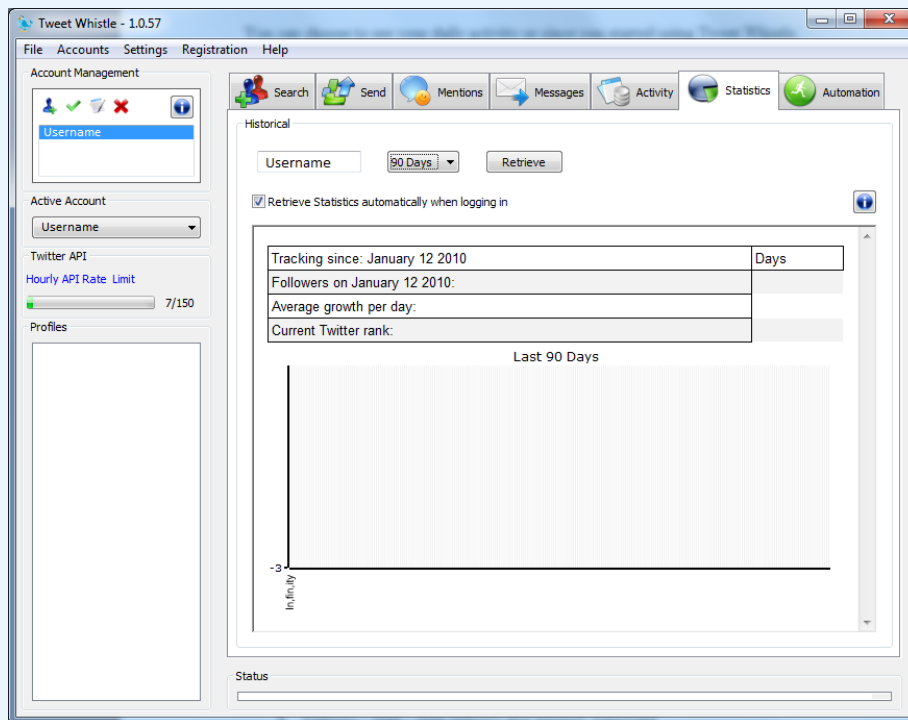 Tweet Whistle - 1.0.57
File Accounts Settings Registration Help
Account Management
Username
Active Account
Username
Twitter API
Hourly API Rate Limit
7/150
Profiles
Search Send Mentions Messages Activity Statistics Automation
Historical
Username 90 Days Retrieve
Retrieve Statistics automatically when logging in
Tracking since: January 12 2010 Days
Followers on January 12 2010:
Average growth per day:
Current Twitter rank:
Last 90 Days
-3
In,fin,ity
Status